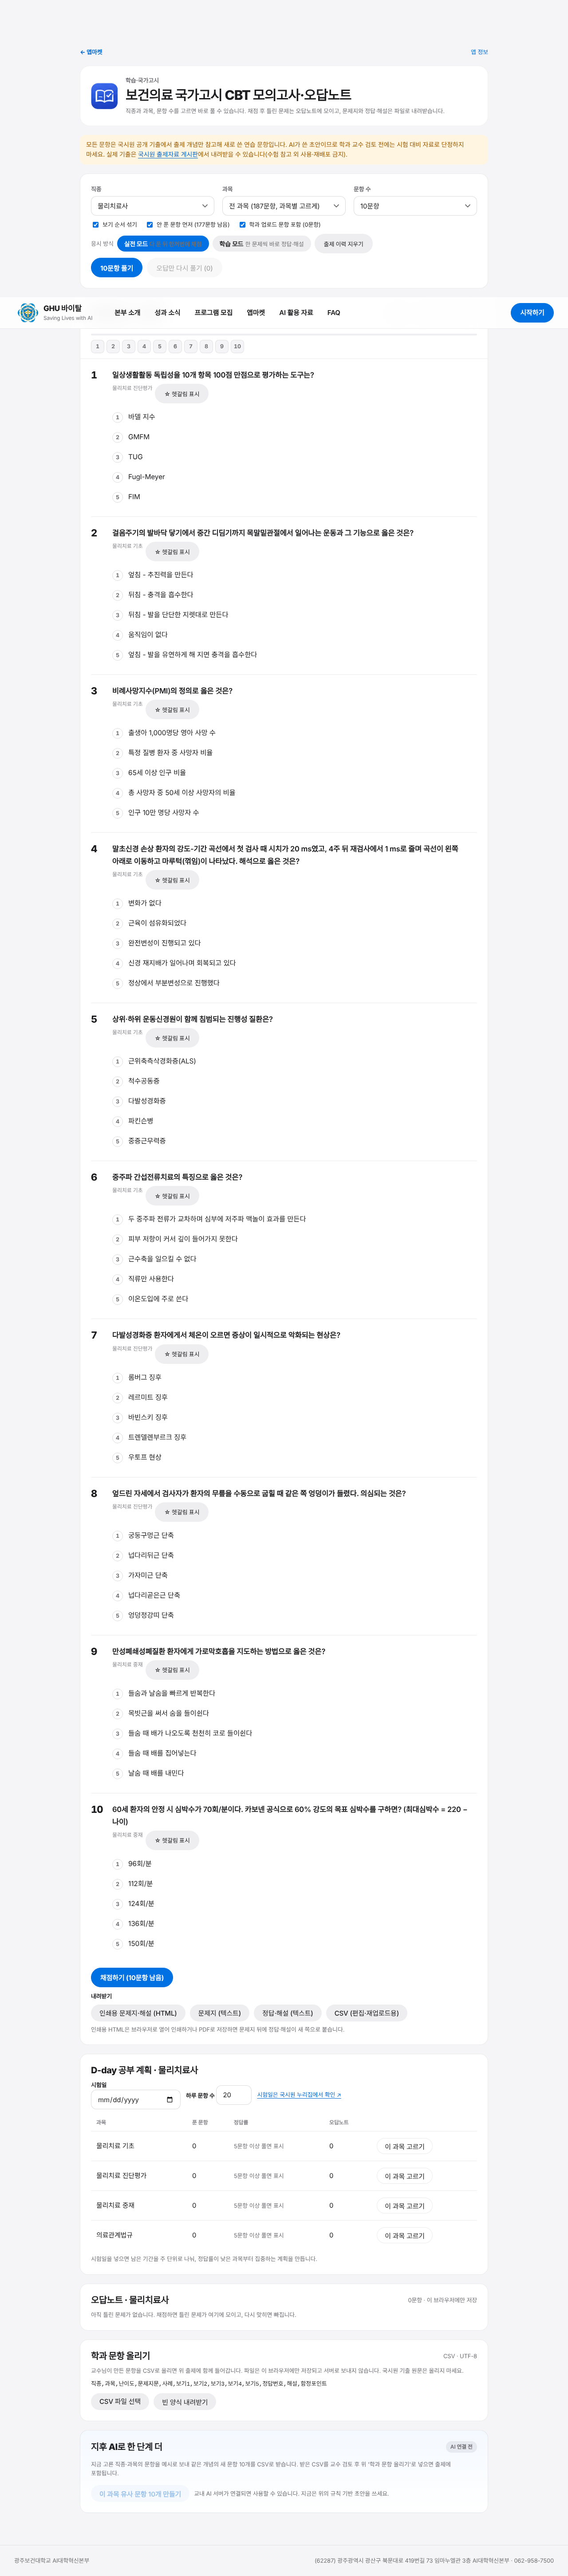 ← 앱마켓
앱 정보
학습·국가고시
보건의료 국가고시 CBT 모의고사·오답노트
직종과 과목, 문항 수를 고르면 바로 풀 수 있습니다. 채점 후 틀린 문제는 오답노트에 모이고, 문제지와 정답·해설은 파일로 내려받습니다.
모든 문항은 국시원 공개 기출에서 출제 개념만 참고해 새로 쓴 연습 문항입니다. AI가 쓴 초안이므로 학과 교수 검토 전에는 시험 대비 자료로 단정하지
마세요. 실제 기출은 국시원 출제자료 게시판에서 내려받을 수 있습니다(수험 참고 외 사용·재배포 금지).
직종
과목
문항 수
물리치료사
전 과목 (187문항, 과목별 고르게)
10문항
보기 순서 섞기
안 푼 문항 먼저 (177문항 남음)
학과 업로드 문항 포함 (0문항)
응시 방식
실전 모드
학습 모드 한 문제씩 바로 정답·해설
출제 이력 지우기
10문항 풀기
오답만 다시 풀기 (0)
GHU 바이탈
Saving Lives with AI
본부 소개
성과 소식
프로그램 모집
앱마켓
AI 활용 자료
FAQ
시작하기
1 2 3 4 5 6 7 8 9 10
1 일상생활활동 독립성을 10개 항목 100점 만점으로 평가하는 도구는?
물리치료 진단평가 ☆ 헷갈림 표시
1 바델 지수
2 GMFM
3 TUG
4 Fugl-Meyer
5 FIM
2 걸음주기의 발바닥 닿기에서 중간 디딤기까지 목말밑관절에서 일어나는 운동과 그 기능으로 옳은 것은?
물리치료 기초 ☆ 헷갈림 표시
1 엎침 - 추진력을 만든다
2 뒤침 - 충격을 흡수한다
3 뒤침 - 발을 단단한 지렛대로 만든다
4 움직임이 없다
5 엎침 - 발을 유연하게 해 지면 충격을 흡수한다
3 비례사망지수(PMI)의 정의로 옳은 것은?
물리치료 기초 ☆ 헷갈림 표시
1 출생아 1,000명당 영아 사망 수
2 특정 질병 환자 중 사망자 비율
3 65세 이상 인구 비율
4 총 사망자 중 50세 이상 사망자의 비율
5 인구 10만 명당 사망자 수
4 말초신경 손상 환자의 강도-기간 곡선에서 첫 검사 때 시치가 20 ms였고, 4주 뒤 재검사에서 1 ms로 줄며 곡선이 왼쪽
아래로 이동하고 마루턱(꺾임)이 나타났다. 해석으로 옳은 것은?
물리치료 기초 ☆ 헷갈림 표시
1 변화가 없다
2 근육이 섬유화되었다
3 완전변성이 진행되고 있다
4 신경 재지배가 일어나며 회복되고 있다
5 정상에서 부분변성으로 진행했다
5 상위·하위 운동신경원이 함께 침범되는 진행성 질환은?
물리치료 기초 ☆ 헷갈림 표시
1 근위축측삭경화증(ALS)
2 척수공동증
3 다발성경화증
4 파킨슨병
5 중증근무력증
6 중주파 간섭전류치료의 특징으로 옳은 것은?
물리치료 기초 ☆ 헷갈림 표시
1 두 중주파 전류가 교차하며 심부에 저주파 맥놀이 효과를 만든다
2 피부 저항이 커서 깊이 들어가지 못한다
3 근수축을 일으킬 수 없다
4 직류만 사용한다
5 이온도입에 주로 쓴다
7 다발성경화증 환자에게서 체온이 오르면 증상이 일시적으로 악화되는 현상은?
물리치료 진단평가 ☆ 헷갈림 표시
1 롬버그 징후
2 레르미트 징후
3 바빈스키 징후
4 트렌델렌부르크 징후
5 우토프 현상
8 엎드린 자세에서 검사자가 환자의 무릎을 수동으로 굽힐 때 같은 쪽 엉덩이가 들렸다. 의심되는 것은?
물리치료 진단평가 ☆ 헷갈림 표시
1 궁둥구멍근 단축
2 넙다리뒤근 단축
3 가자미근 단축
4 넙다리곧은근 단축
5 엉덩정강띠 단축
9 만성폐쇄성폐질환 환자에게 가로막호흡을 지도하는 방법으로 옳은 것은?
물리치료 중재 ☆ 헷갈림 표시
1 들숨과 날숨을 빠르게 반복한다
2 목빗근을 써서 숨을 들이쉰다
3 들숨 때 배가 나오도록 천천히 코로 들이쉰다
4 들숨 때 배를 집어넣는다
5 날숨 때 배를 내민다
10 60세 환자의 안정 시 심박수가 70회/분이다. 카보넨 공식으로 60% 강도의 목표 심박수를 구하면? (최대심박수 = 220 −
나이)
물리치료 중재 ☆ 헷갈림 표시
1 96회/분
2 112회/분
3 124회/분
4 136회/분
5 150회/분
채점하기 (10문항 남음)
내려받기
인쇄용 문제지·해설 (HTML)
문제지 (텍스트)
정답·해설 (텍스트)
CSV (편집·재업로드용)
인쇄용 HTML은 브라우저로 열어 인쇄하거나 PDF로 저장하면 문제지 뒤에 정답·해설이 새 쪽으로 붙습니다.
D-day 공부 계획 · 물리치료사
시험일
mm/dd/yyyy
하루 문항 수
20
시험일은 국시원 누리집에서 확인 ↗
과목 푼 문항 정답률 오답노트
물리치료 기초 0 5문항 이상 풀면 표시 0 이 과목 고르기
물리치료 진단평가 0 5문항 이상 풀면 표시 0 이 과목 고르기
물리치료 중재 0 5문항 이상 풀면 표시 0 이 과목 고르기
의료관계법규 0 5문항 이상 풀면 표시 0 이 과목 고르기
시험일을 넣으면 남은 기간을 주 단위로 나눠, 정답률이 낮은 과목부터 집중하는 계획을 만듭니다.
오답노트 · 물리치료사
0문항 · 이 브라우저에만 저장
아직 틀린 문제가 없습니다. 채점하면 틀린 문제가 여기에 모이고, 다시 맞히면 빠집니다.
학과 문항 올리기
CSV · UTF-8
교수님이 만든 문항을 CSV로 올리면 위 출제에 함께 들어갑니다. 파일은 이 브라우저에만 저장되고 서버로 보내지 않습니다. 국시원 기출 원문은 올리지 마세요.
직종,과목,난이도,문제지문,사례,보기1,보기2,보기3,보기4,보기5,정답번호,해설,함정포인트
CSV 파일 선택
빈 양식 내려받기
지후 AI로 한 단계 더
AI 연결 전
지금 고른 직종·과목의 문항을 예시로 보내 같은 개념의 새 문항 10개를 CSV로 받습니다. 받은 CSV를 교수 검토 후 위 '학과 문항 올리기'로 넣으면 출제에
포함됩니다.
이 과목 유사 문항 10개 만들기
교내 AI 서버가 연결되면 사용할 수 있습니다. 지금은 위의 규칙 기반 초안을 쓰세요.
광주보건대학교 AI대학혁신본부
(62287) 광주광역시 광산구 북문대로 419번길 73 임마누엘관 3층 AI대학혁신본부 · 062-958-7500